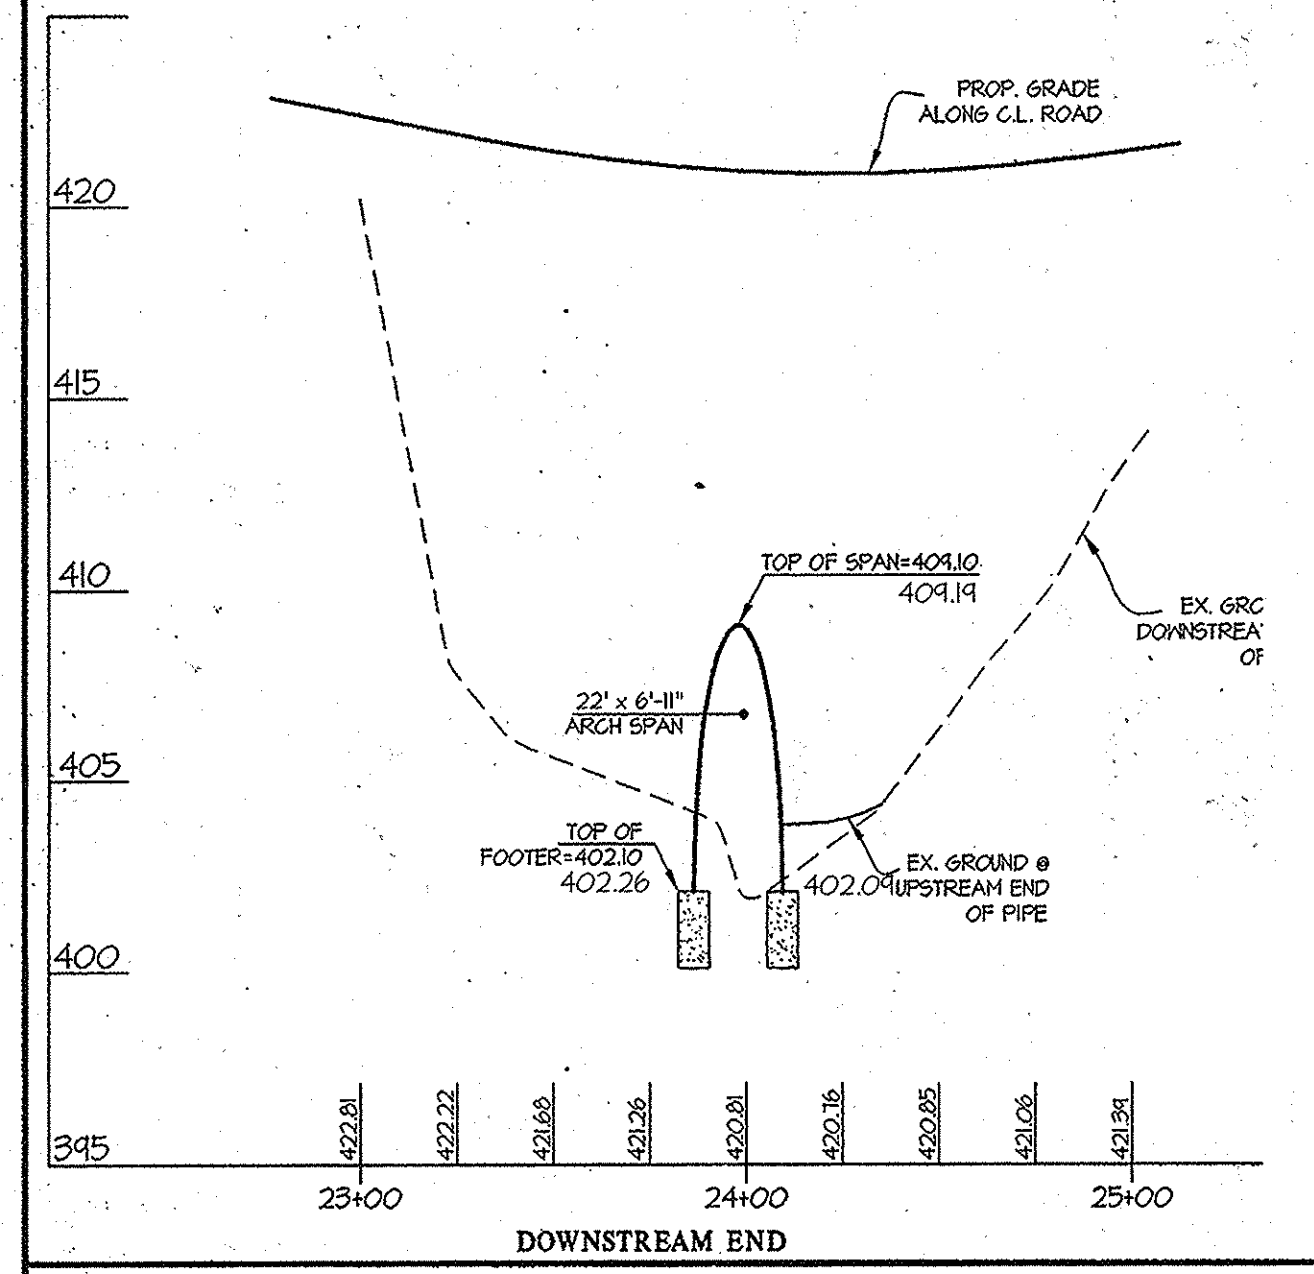 PROP. GRADE
ALONG C.L. ROAD
420
415
410
405
400
395
TOP OF SPAN=409.10
409.19
EX. GRO
DOWNSTREA
OF
22' x 6'-11"
ARCH SPAN
TOP OF
FOOTER=402.10
402.26
402.09
EX. GROUND @
UPSTREAM END
OF PIPE
422.81
422.22
421.68
421.26
420.81
420.76
420.85
421.06
421.39
23+00
24+00
25+00
DOWNSTREAM END